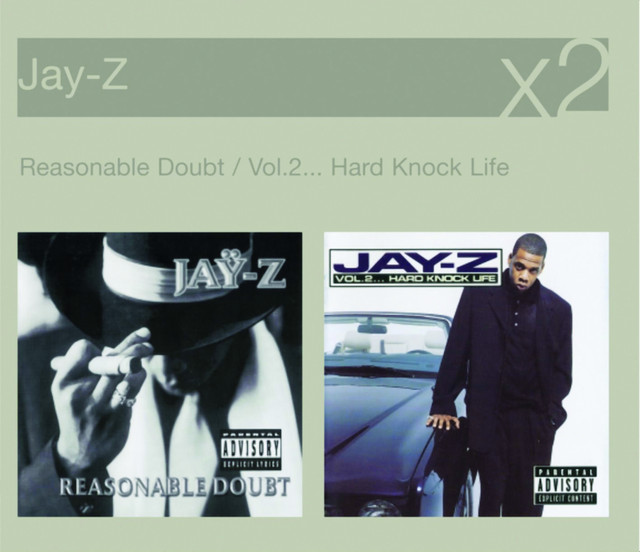 Jay-Z
x2
Reasonable Doubt / Vol.2... Hard Knock Life
JAŸ-Z
PARENTAL
ADVISORY
EXPLICIT LYRICS
REASONABLE DOUBT
JAY-Z
VOL.2... HARD KNOCK LIFE
PARENTAL
ADVISORY
EXPLICIT CONTENT